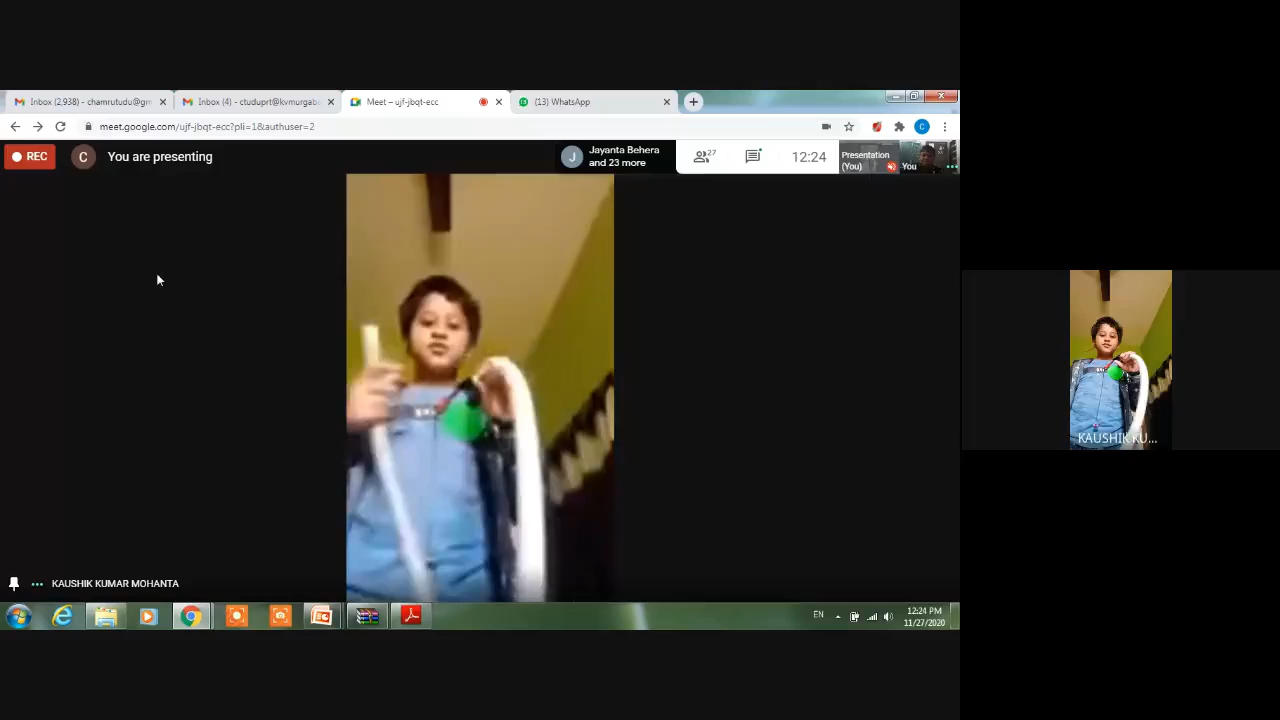 Inbox (2,938) - chamrutudu@gm
Inbox (4) - ctuduprt@kvmurgab
Meet – ujf-jbqt-ecc
(13) WhatsApp
meet.google.com/ujf-jbqt-ecc?pli=1&authuser=2
C
REC
C
You are presenting
J
Jayanta Behera
and 23 more
27
12:24
Presentation
(You)
You
KAUSHIK KU...
KAUSHIK KUMAR MOHANTA
EN
12:24 PM
11/27/2020